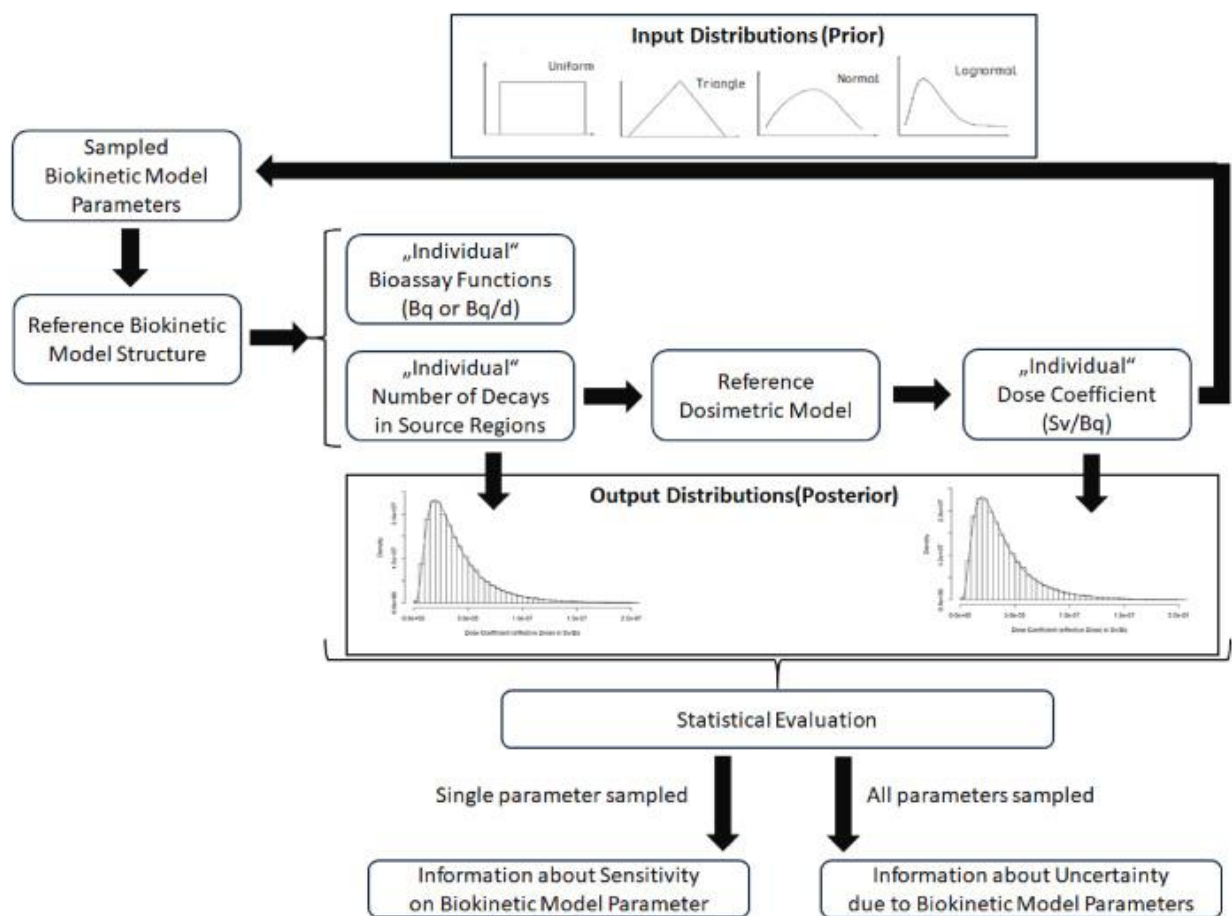 Input Distributions (Prior)
Uniform
Triangle
Normal
Lognormal
Sampled
Biokinetic Model
Parameters
„Individual“
Bioassay Functions
(Bq or Bq/d)
Reference Biokinetic
Model Structure
„Individual“
Number of Decays
in Source Regions
Reference
Dosimetric Model
„Individual“
Dose Coefficient
(Sv/Bq)
Output Distributions(Posterior)
Density
Density
Statistical Evaluation
Single parameter sampled
All parameters sampled
Information about Sensitivity
on Biokinetic Model Parameter
Information about Uncertainty
due to Biokinetic Model Parameters